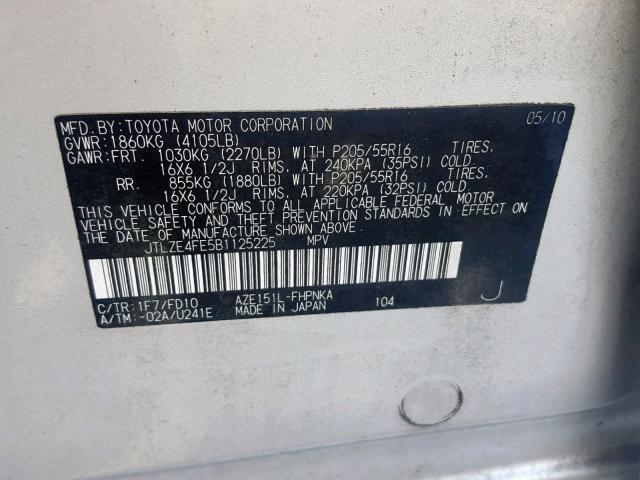 MFD. BY: TOYOTA MOTOR CORPORATION 05/10
GVWR: 1860KG (4105LB)
GAWR: FRT. 1030KG (2270LB) WITH P205/55R16 TIRES.
16X6 1/2J RIMS. AT 240KPA (35PSI) COLD.
RR. 855KG (1880LB) WITH P205/55R16 TIRES.
16X6 1/2J RIMS. AT 220KPA (32PSI) COLD.
THIS VEHICLE CONFORMS TO ALL APPLICABLE FEDERAL MOTOR
VEHICLE SAFETY AND THEFT PREVENTION STANDARDS IN EFFECT ON
THE DATE OF MANUFACTURE SHOWN ABOVE.
JTLZE4FE5B1125225 MPV
C/TR: 1F7/FD10 AZE151L-FHPNKA 104 J
A/TM: -02A/U241E MADE IN JAPAN